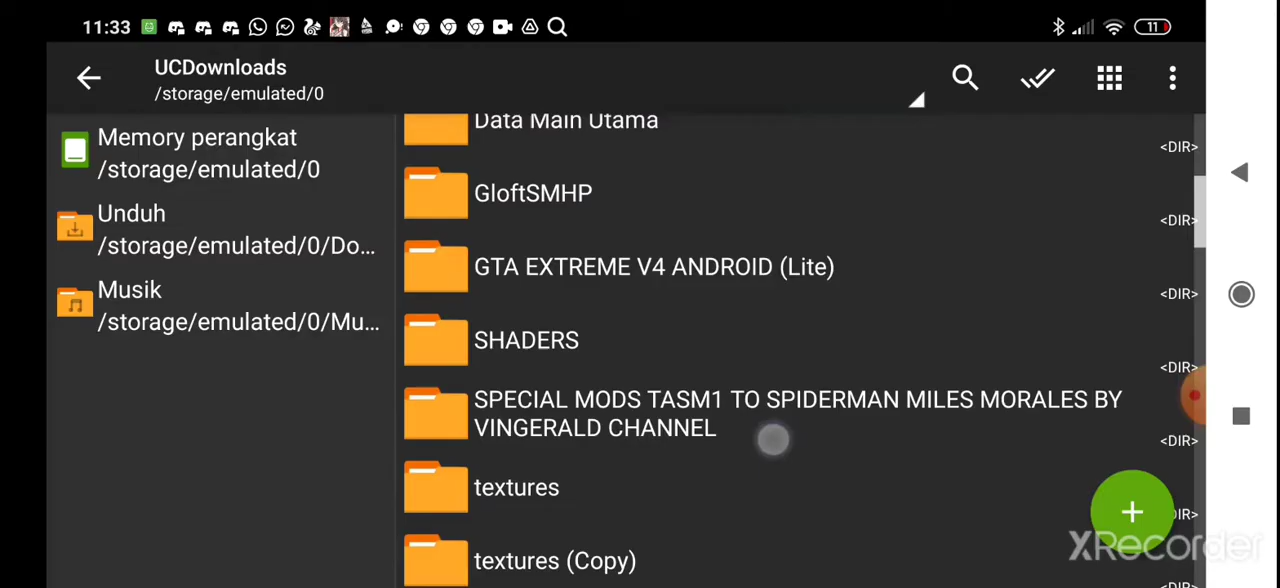 11:33
11
UCDownloads
/storage/emulated/0
Memory perangkat
/storage/emulated/0
Unduh
/storage/emulated/0/Do...
Musik
/storage/emulated/0/Mu...
Data Main Utama
<DIR>
GloftSMHP
<DIR>
GTA EXTREME V4 ANDROID (Lite)
<DIR>
SHADERS
<DIR>
SPECIAL MODS TASM1 TO SPIDERMAN MILES MORALES BY
VINGERALD CHANNEL
<DIR>
textures
textures (Copy)
XRecorder